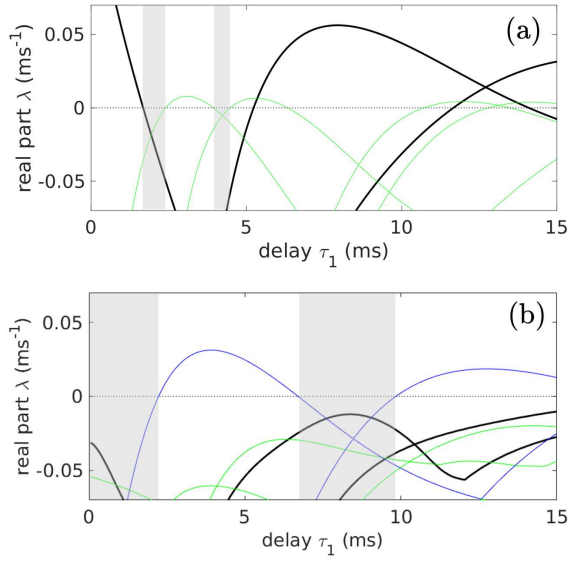 (a)
real part λ (ms-1)
0.05
0
-0.05
0
5
10
15
delay τ1 (ms)
(b)
real part λ (ms-1)
0.05
0
-0.05
0
5
10
15
delay τ1 (ms)